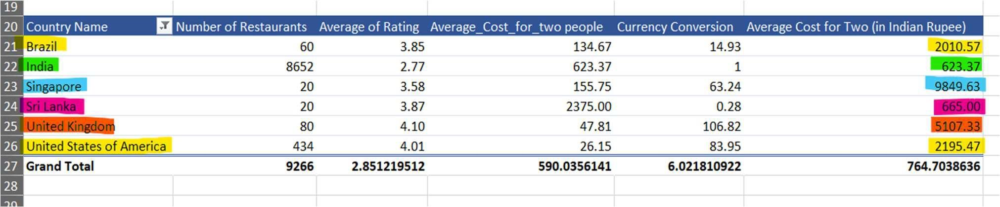 19
20 Country Name Number of Restaurants Average of Rating Average_Cost_for_two people Currency Conversion Average Cost for Two (in Indian Rupee)
21 Brazil 60 3.85 134.67 14.93 2010.57
22 India 8652 2.77 623.37 1 623.37
23 Singapore 20 3.58 155.75 63.24 9849.63
24 Sri Lanka 20 3.87 2375.00 0.28 665.00
25 United Kingdom 80 4.10 47.81 106.82 5107.33
26 United States of America 434 4.01 26.15 83.95 2195.47
27 Grand Total 9266 2.851219512 590.0356141 6.021810922 764.7038636
28
29